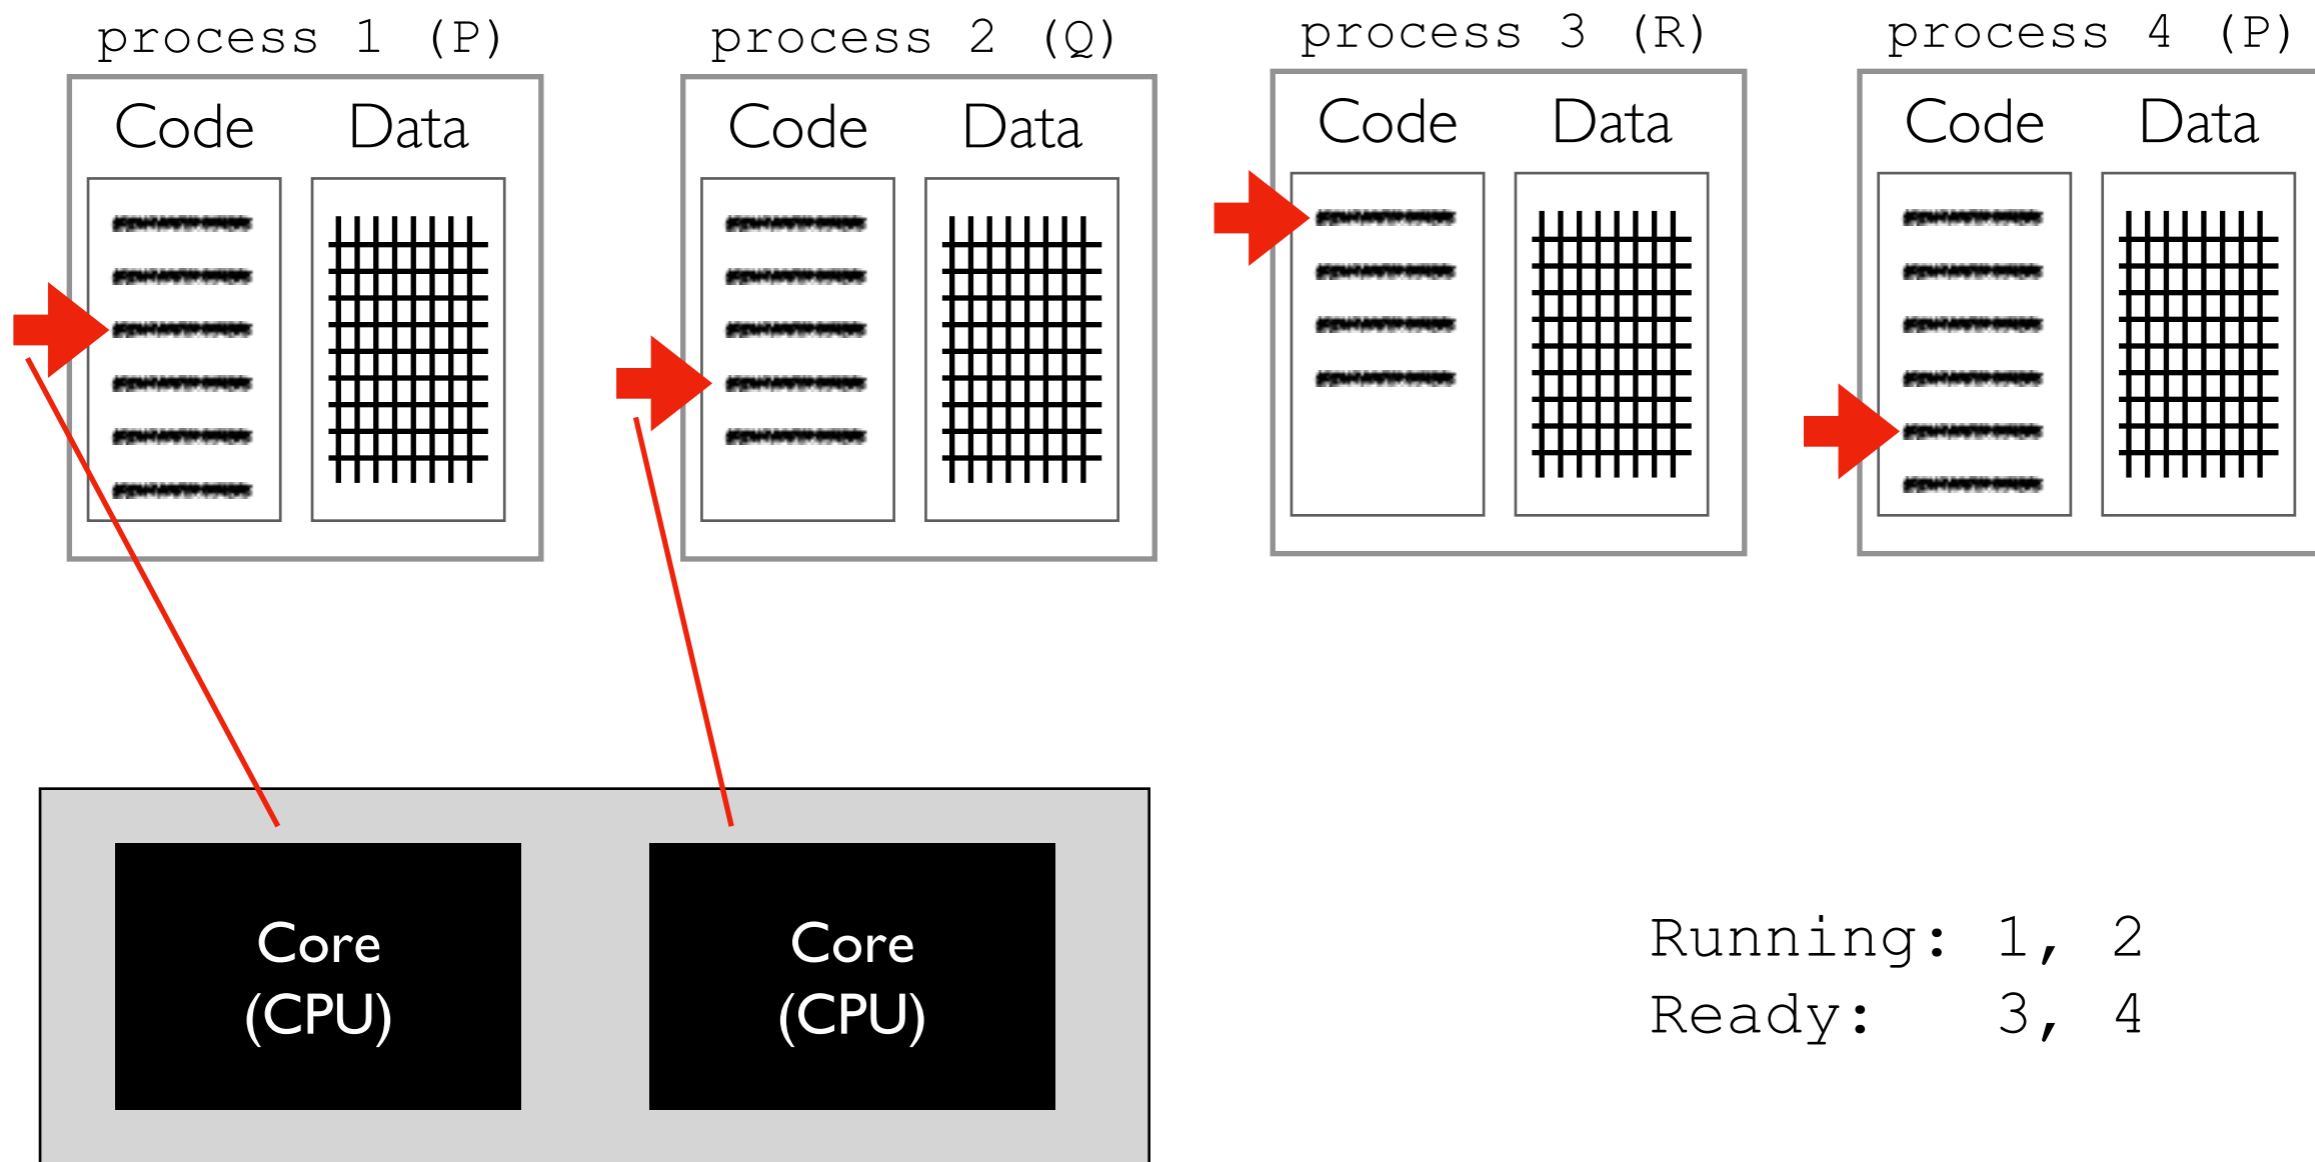 process 1 (P)
process 2 (Q)
process 3 (R)
process 4 (P)
Code Data
Code Data
Code Data
Code Data
Core
(CPU)
Core
(CPU)
Running: 1, 2
Ready: 3, 4